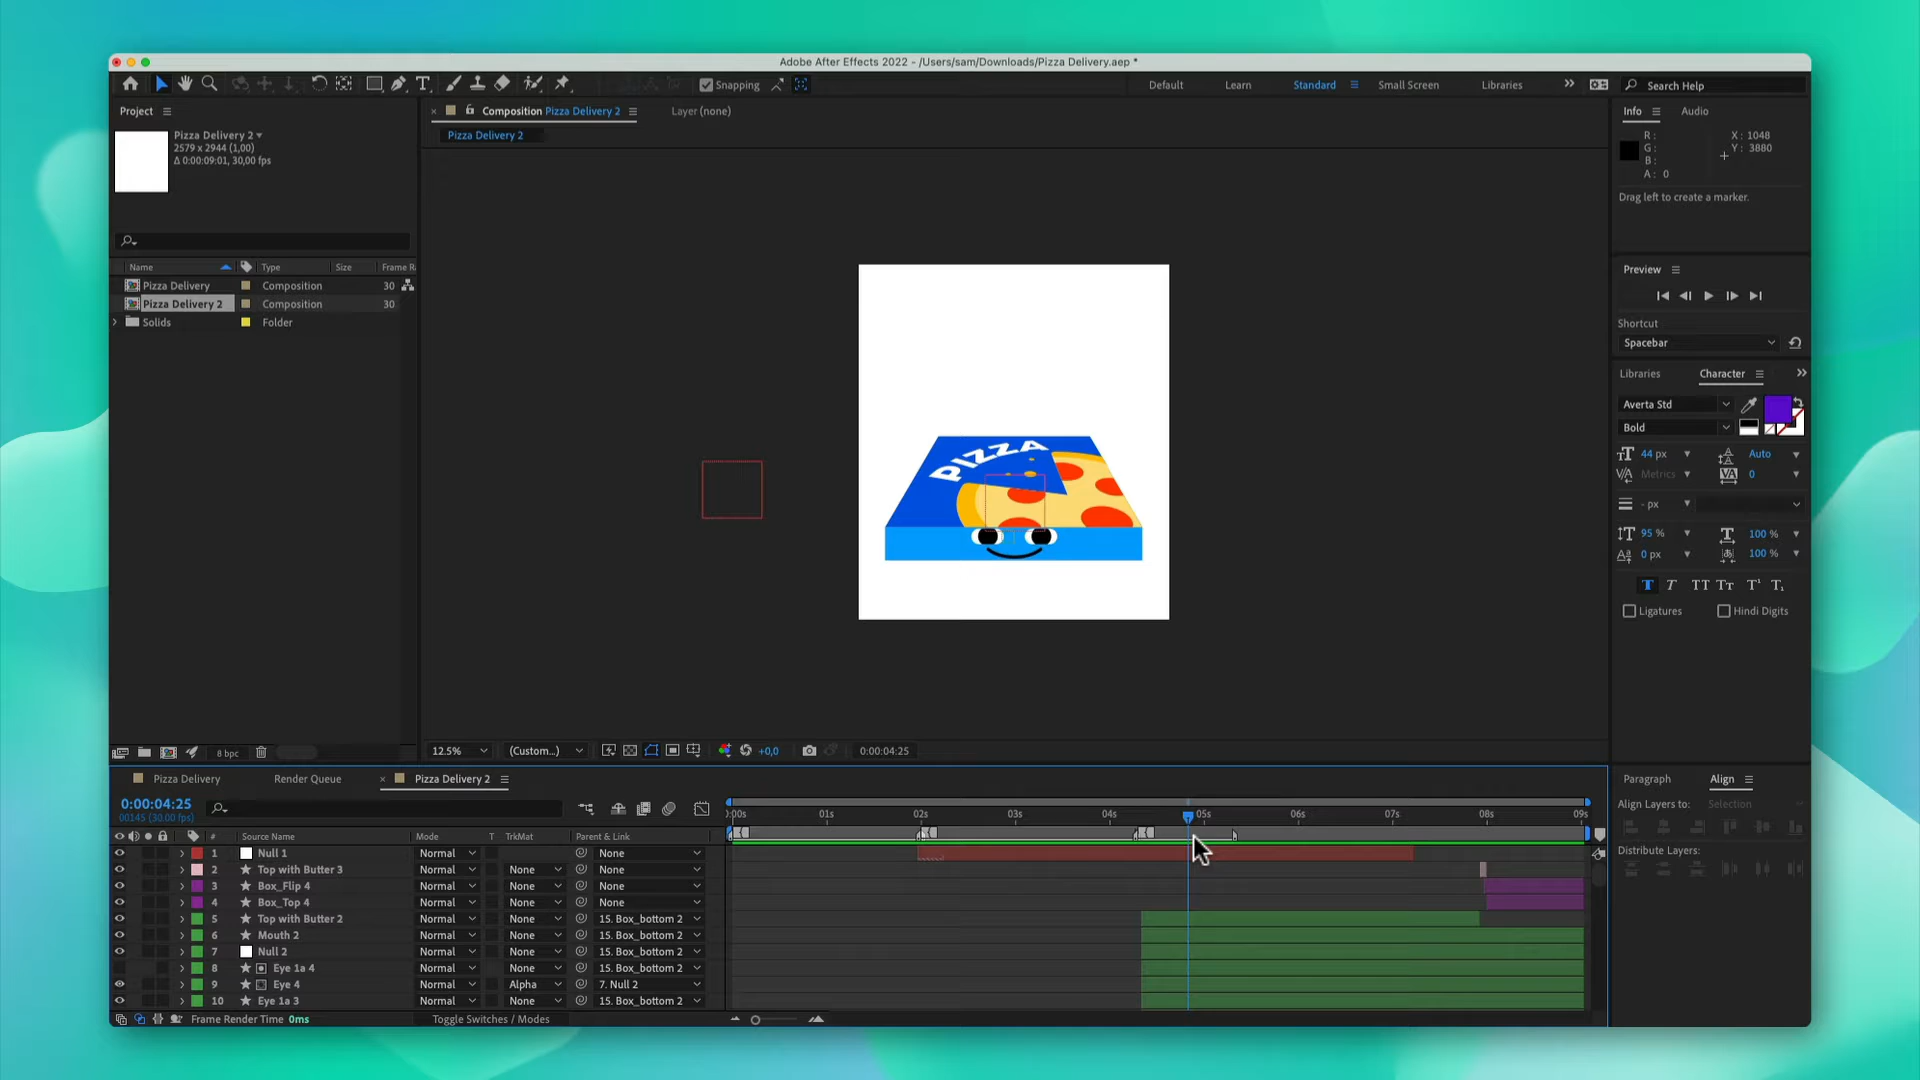 Adobe After Effects 2022 - /Users/sam/Downloads/Pizza Delivery.aep *
Snapping
Default
Learn
Standard
Small Screen
Libraries
Search Help
Project
Composition Pizza Delivery 2
Layer (none)
Info
Audio
Pizza Delivery 2
2579 x 2944 (1,00)
Δ 0:00:09:01, 30,00 fps
Pizza Delivery 2
R :
G :
B :
A : 0
X : 1048
Y : 3880
Drag left to create a marker.
Name
Type
Size
Frame Ra
Pizza Delivery
Composition
30
Pizza Delivery 2
Composition
30
Solids
Folder
Preview
Shortcut
Spacebar
Libraries
Character
Averta Std
Bold
44 px
Auto
Metrics
0
- px
95 %
100 %
0 px
100 %
T T TT Tr T¹ T₁
Ligatures
Hindi Digits
PIZZA
8 bpc
12.5%
(Custom...)
+0,0
0:00:04:25
Pizza Delivery
Render Queue
Pizza Delivery 2
Paragraph
Align
0:00:04:25
00145 (30.00 fps)
Align Layers to:
Selection
:00s
01s
02s
03s
04s
05s
06s
07s
08s
09s
# Source Name Mode T TrkMat Parent & Link
Distribute Layers:
1 Null 1 Normal None
2 Top with Butter 3 Normal None None
3 Box_Flip 4 Normal None None
4 Box_Top 4 Normal None None
5 Top with Butter 2 Normal None 15. Box_bottom 2
6 Mouth 2 Normal None 15. Box_bottom 2
7 Null 2 Normal None 15. Box_bottom 2
8 Eye 1a 4 Normal None 15. Box_bottom 2
9 Eye 4 Normal Alpha 7. Null 2
10 Eye 1a 3 Normal None 15. Box_bottom 2
Frame Render Time 0ms
Toggle Switches / Modes